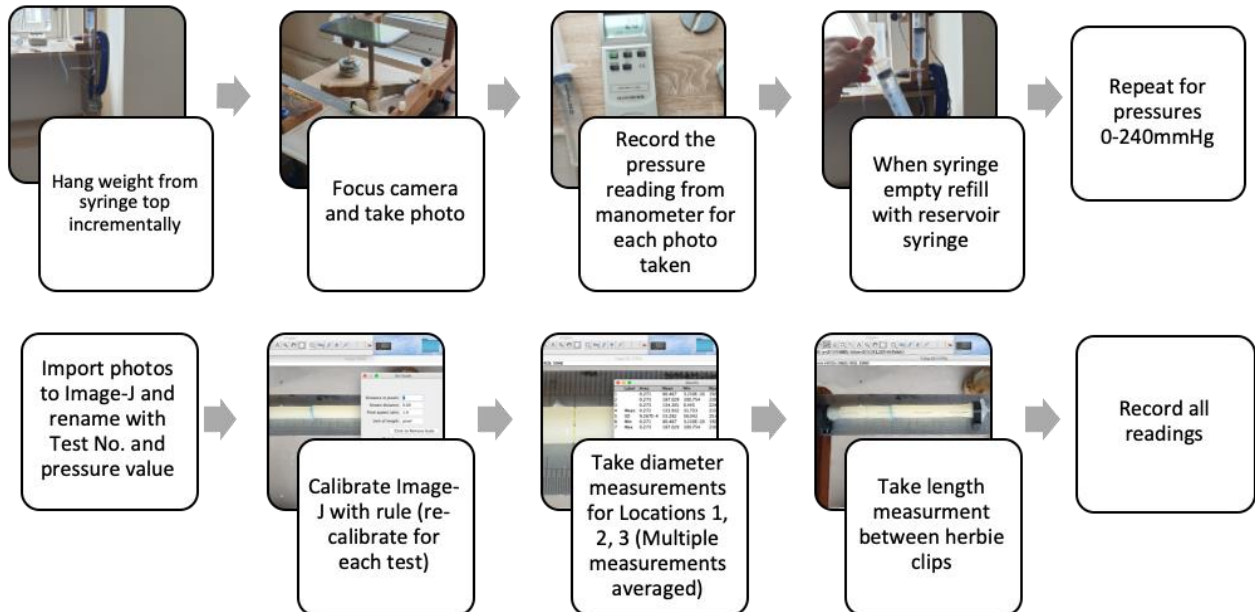 Hang weight from
syringe top
incrementally
Focus camera
and take photo
Record the
pressure
reading from
manometer for
each photo
taken
When syringe
empty refill
with reservoir
syringe
Repeat for
pressures
0-240mmHg
Import photos
to Image-J and
rename with
Test No. and
pressure value
Calibrate Image-
J with rule (re-
calibrate for
each test)
Take diameter
measurements
for Locations 1,
2, 3 (Multiple
measurements
averaged)
Take length
measurment
between herbie
clips
Record all
readings